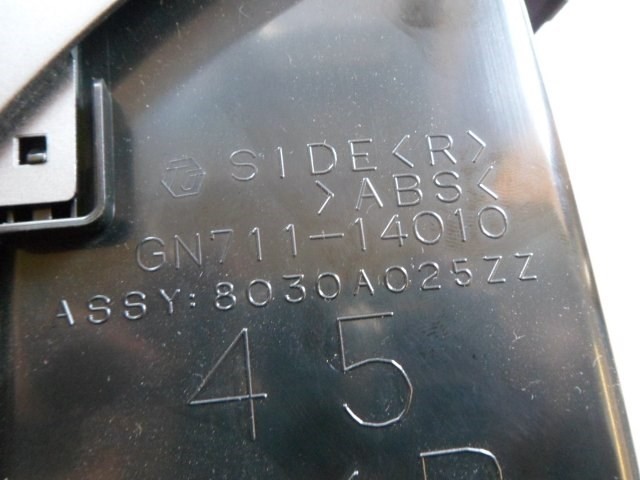 SIDE<R>
>ABS<
GN711-14010
ASSY:8030A025ZZ
45